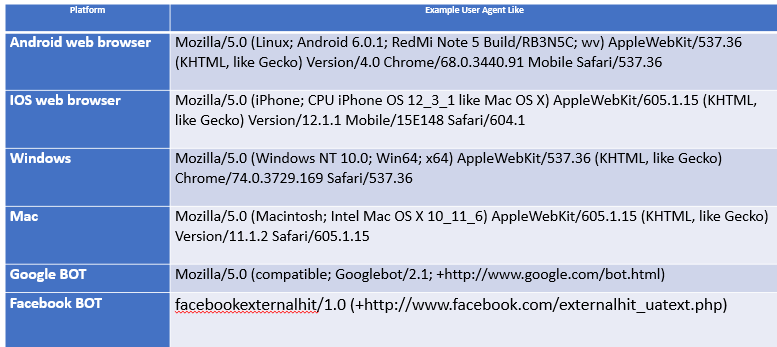 Platform Example User Agent Like
Android web browser Mozilla/5.0 (Linux; Android 6.0.1; RedMi Note 5 Build/RB3N5C; wv) AppleWebKit/537.36
(KHTML, like Gecko) Version/4.0 Chrome/68.0.3440.91 Mobile Safari/537.36
IOS web browser Mozilla/5.0 (iPhone; CPU iPhone OS 12_3_1 like Mac OS X) AppleWebKit/605.1.15 (KHTML,
like Gecko) Version/12.1.1 Mobile/15E148 Safari/604.1
Windows Mozilla/5.0 (Windows NT 10.0; Win64; x64) AppleWebKit/537.36 (KHTML, like Gecko)
Chrome/74.0.3729.169 Safari/537.36
Mac Mozilla/5.0 (Macintosh; Intel Mac OS X 10_11_6) AppleWebKit/605.1.15 (KHTML, like Gecko)
Version/11.1.2 Safari/605.1.15
Google BOT Mozilla/5.0 (compatible; Googlebot/2.1; +http://www.google.com/bot.html)
Facebook BOT facebookexternalhit/1.0 (+http://www.facebook.com/externalhit_uatext.php)